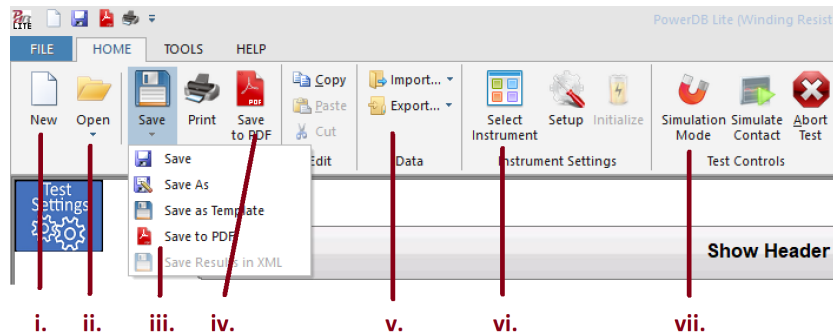 PDB
LITE
PowerDB Lite (Winding Resist
FILE HOME TOOLS HELP
New Open Save Print Save to PDF
Copy
Paste
Cut
Import...
Export...
Select Instrument Setup Initialize
Simulation Mode Simulate Contact Abort Test
Edit Data Instrument Settings Test Controls
Save
Save As
Save as Template
Save to PDF
Save Results in XML
Test
Settings
Show Header
i. ii. iii. iv. v. vi. vii.